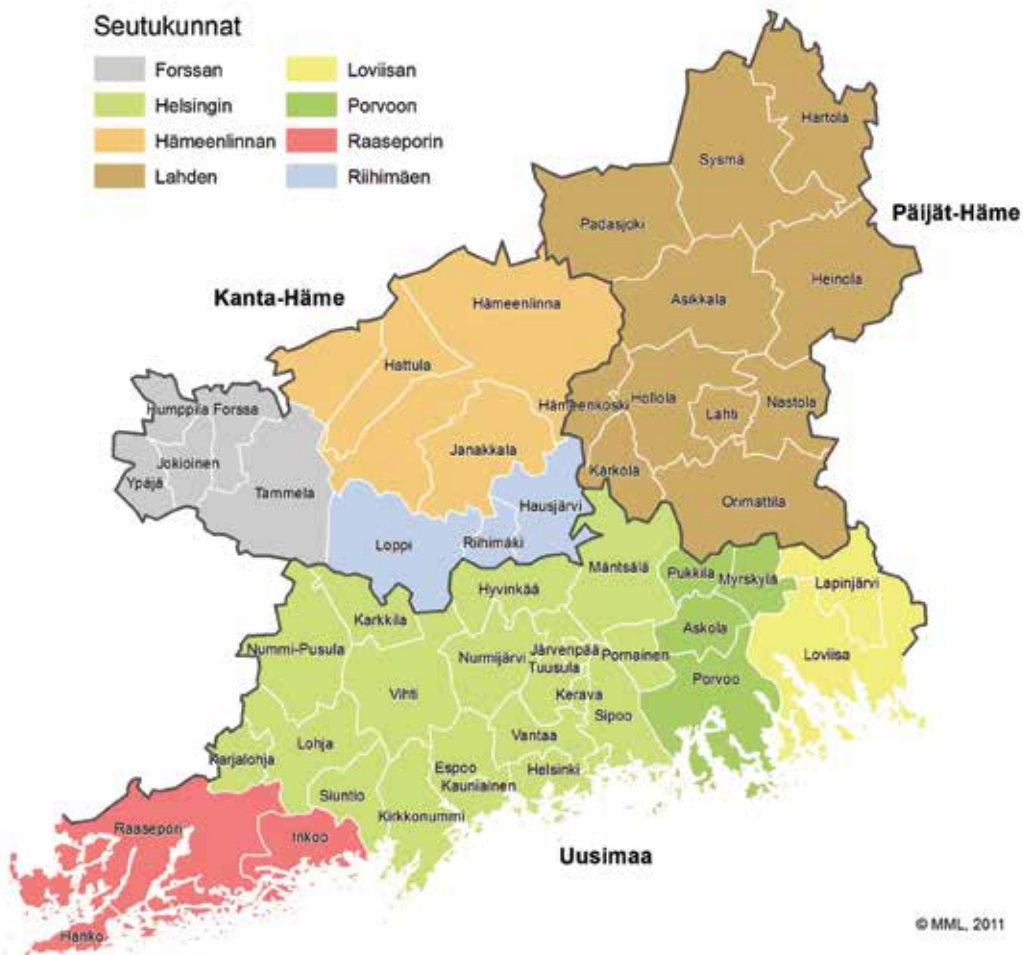 Seutukunnat
Forssan
Helsingin
Hämeenlinnan
Lahden
Loviisan
Porvoon
Raaseporin
Riihimäen
Hartola
Sysmä
Päijät-Häme
Padasjoki
Heinola
Kanta-Häme
Hämeenlinna
Asikkala
Hattula
Humppila
Forssa
Hämeenkoski
Hollola
Lahti
Nastola
Jokioinen
Janakkala
Ypäjä
Kärkölä
Tammela
Orimattila
Hausjärvi
Loppi
Riihimäki
Mäntsälä
Pukkila
Myrskylä
Lapinjärvi
Hyvinkää
Karkkila
Askola
Nummi-Pusula
Järvenpää
Nurmijärvi
Pornainen
Loviisa
Tuusula
Porvoo
Vihti
Kerava
Sipoo
Lohja
Vantaa
Karjalohja
Espoo
Helsinki
Kauniainen
Siuntio
Kirkkonummi
Raasepori
Inkoo
Uusimaa
Hanko
© MML, 2011